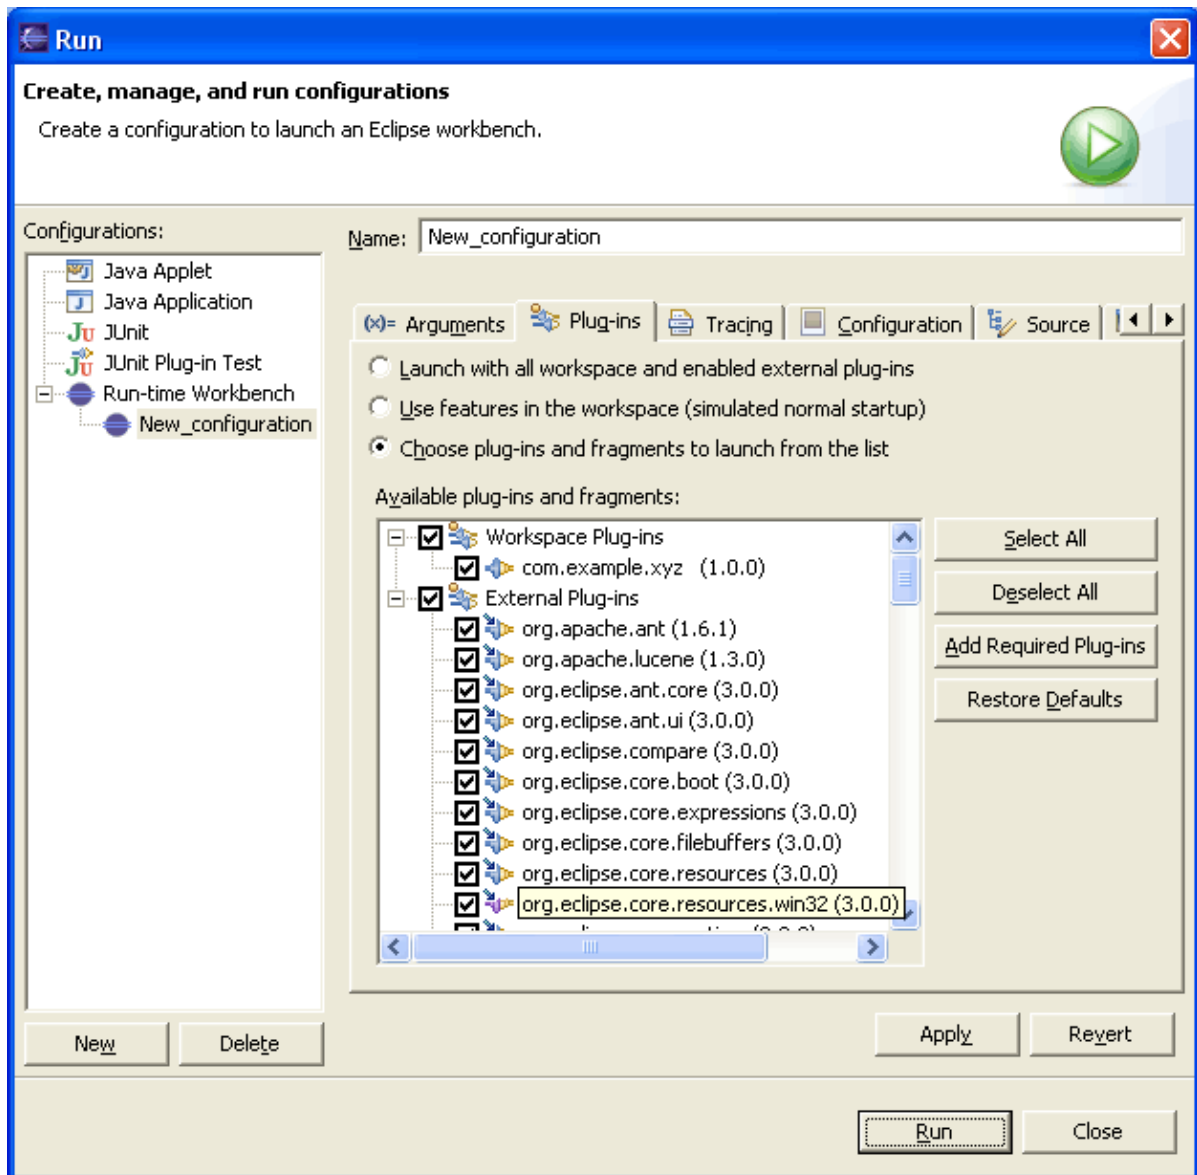 Run
Create, manage, and run configurations
Create a configuration to launch an Eclipse workbench.
Configurations:
Java Applet
Java Application
JUnit
JUnit Plug-in Test
Run-time Workbench
New_configuration
New
Delete
Name: New_configuration
(x)= Arguments
Plug-ins
Tracing
Configuration
Source
Launch with all workspace and enabled external plug-ins
Use features in the workspace (simulated normal startup)
Choose plug-ins and fragments to launch from the list
Available plug-ins and fragments:
Workspace Plug-ins
com.example.xyz (1.0.0)
External Plug-ins
org.apache.ant (1.6.1)
org.apache.lucene (1.3.0)
org.eclipse.ant.core (3.0.0)
org.eclipse.ant.ui (3.0.0)
org.eclipse.compare (3.0.0)
org.eclipse.core.boot (3.0.0)
org.eclipse.core.expressions (3.0.0)
org.eclipse.core.filebuffers (3.0.0)
org.eclipse.core.resources (3.0.0)
org.eclipse.core.resources.win32 (3.0.0)
Select All
Deselect All
Add Required Plug-ins
Restore Defaults
Apply
Revert
Run
Close